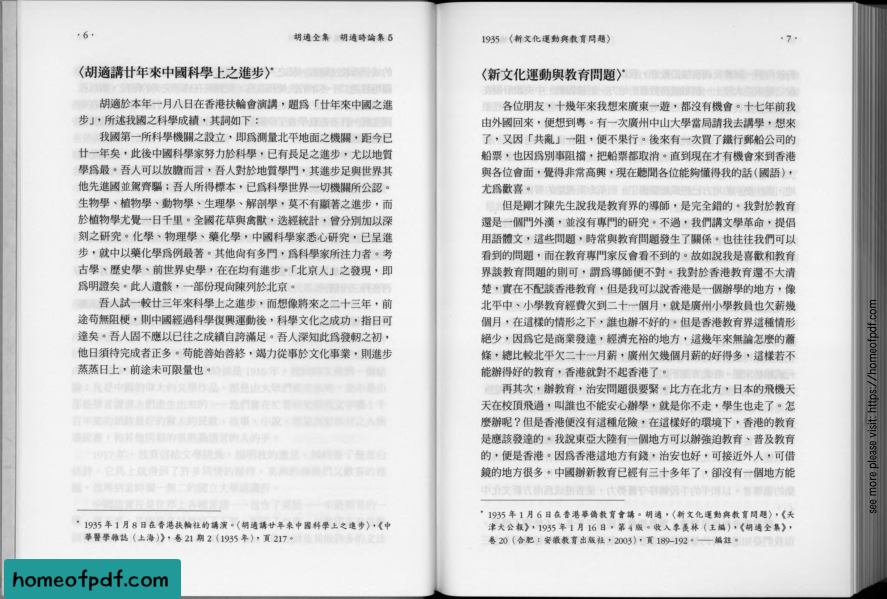 ·6·
胡適全集 胡適時論集 5
〈胡適講廿年來中國科學上之進步〉*
胡適於本年一月八日在香港扶輪會演講,題為「廿年來中國之進
步」,所述我國之科學成績,其詞如下:
我國第一所科學機關之設立,即為測量北平地面之機關,距今已
廿一年矣,此後中國科學家努力於科學,已有長足之進步,尤以地質
學為最。吾人可以放膽而言,吾人對於地質學門,其進步足與世界其
他先進國並駕齊驅;吾人所得標本,已為科學世界一切機關所公認。
生物學、植物學、動物學、生理學、解剖學,莫不有顯著之進步,而
於植物學尤覺一日千里。全國花草與禽獸,迭經統計,曾分別加以深
刻之研究。化學、物理學、藥化學,中國科學家悉心研究,已呈進
步,就中以藥化學為例最著。其他尚有多門,為科學家所注力者。考
古學、歷史學、前世界史學,在在均有進步。「北京人」之發現,即
為明證矣。此人遺骸,一部份現尚陳列於北京。
吾人試一較廿三年來科學上之進步,而想像將來之二十三年,前
途苟無阻梗,則中國經過科學復興運動後,科學文化之成功,指日可
達矣。吾人固不應以已往之成績自誇滿足。吾人深知此為發軔之初,
他日須待完成者正多。苟能善始善終,竭力從事於文化事業,則進步
蒸蒸日上,前途未可限量也。
* 1935 年 1 月 8 日在香港扶輪社的講演。〈胡適講廿年來中國科學上之進步〉,《中
華醫學雜誌(上海)》,卷 21 期 2(1935 年),頁 217。
1935 〈新文化運動與教育問題〉
·7·
〈新文化運動與教育問題〉*
各位朋友,十幾年來我想來廣東一遊,都沒有機會。十七年前我
由外國回來,便想到粵。有一次廣州中山大學當局請我去講學,想來
了,又因「共亂」一阻,便不果行。後來有一次買了鐵行郵船公司的
船票,也因為別事阻擋,把船票都取消。直到現在才有機會來到香港
與各位會面,覺得非常高興,現在聽聞各位能夠懂得我的話(國語),
尤為歡喜。
但是剛才陳先生說我是教育界的導師,是完全錯的。我對於教育
還是一個門外漢,並沒有專門的研究。不過,我們講文學革命,提倡
用語體文,這些問題,時常與教育問題發生了關係。也往往我們可以
看到的問題,而在教育專門家反會看不到的。故如說我是喜歡和教育
界談教育問題的則可,謂為導師便不對。我對於香港教育還不大清
楚,實在不配談香港教育,但是我可以說香港是一個辦學的地方,像
北平中、小學教育經費欠到二十一個月,就是廣州小學教員也欠薪幾
個月,在這樣的情形之下,誰也辦不好的。但是香港教育界這種情形
絕少,因為它是商業發達,經濟充裕的地方,這幾年來無論怎麼的蕭
條,總比較北平欠二十一月薪,廣州欠幾個月薪的好得多,這樣若不
能辦得好的教育,香港就對不起香港了。
再其次,辦教育,治安問題很要緊。比方在北方,日本的飛機天
天在校頂飛過,叫誰也不能安心辦學,就是你不走,學生也走了。怎
麼辦呢?但是香港便沒有這種危險,在這樣好的環境下,香港的教育
是應該發達的。我說東亞大陸有一個地方可以辦強迫教育、普及教育
的,便是香港。因為香港這地方有錢,治安也好,可接近外人,可借
鏡的地方很多。中國辦新教育已經有三十多年了,卻沒有一個地方能
* 1935 年 1 月 6 日在香港華僑教育會講。胡適,〈新文化運動與教育問題〉,《天
津大公報》,1935 年 1 月 16 日,第 4 版。收入季羨林(主編),《胡適全集》,
卷 20(合肥:安徽教育出版社,2003),頁 189-192。——編註。
see more please visit: https://homeofpdf.com
homeofpdf.com